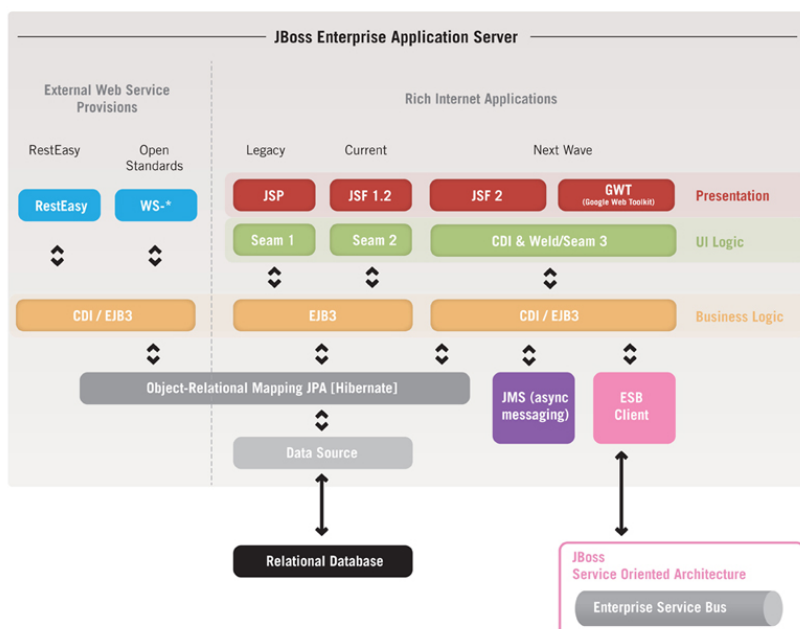 JBoss Enterprise Application Server
External Web Service
Provisions
Rich Internet Applications
RestEasy
Open
Standards
Legacy
Current
Next Wave
RestEasy
WS-*
JSP
JSF 1.2
JSF 2
GWT
(Google Web Toolkit)
Presentation
Seam 1
Seam 2
CDI & Weld/Seam 3
UI Logic
CDI / EJB3
EJB3
CDI / EJB3
Business Logic
Object-Relational Mapping JPA [Hibernate]
JMS (async
messaging)
ESB
Client
Data Source
Relational Database
JBoss
Service Oriented Architecture
Enterprise Service Bus